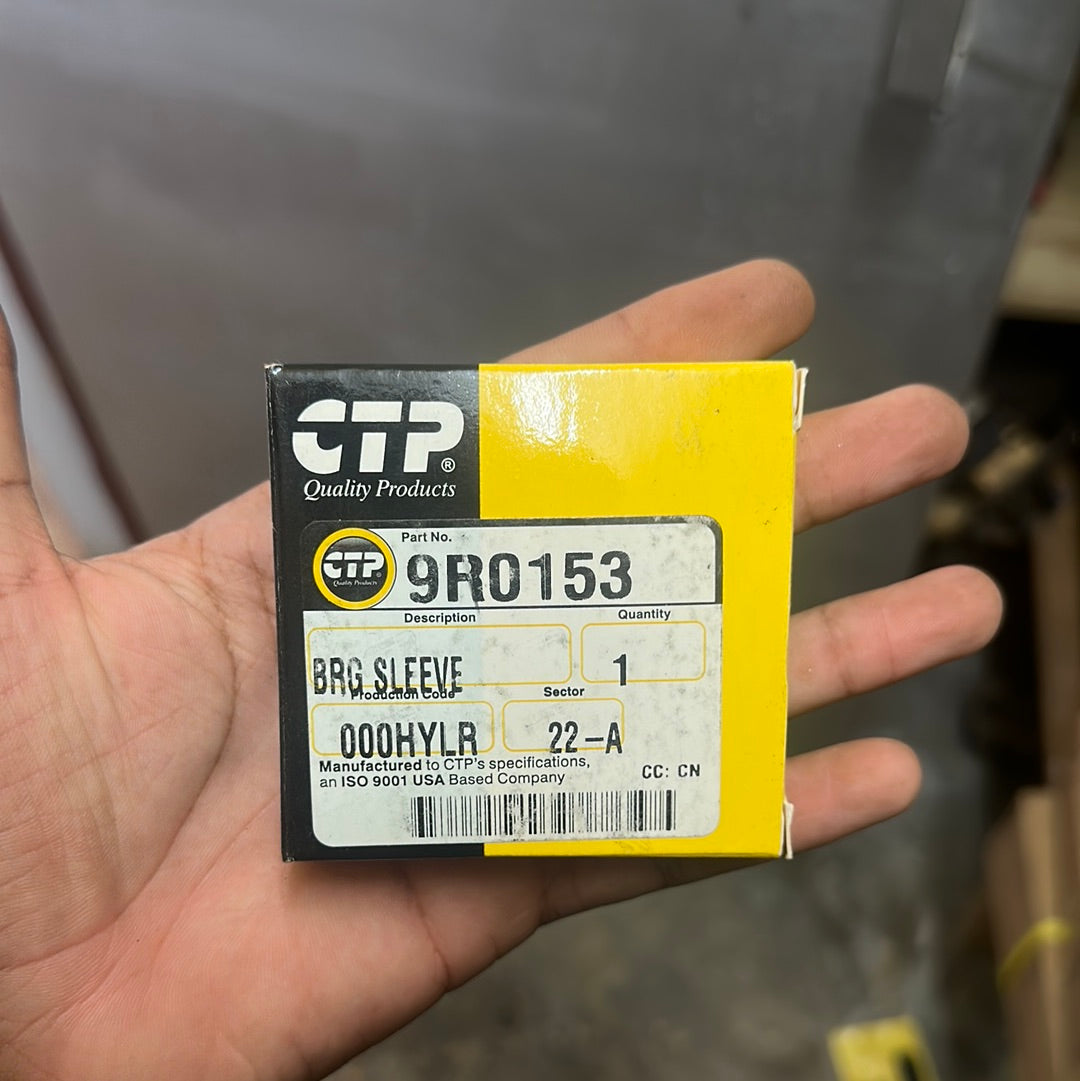 CTP®
Quality Products
CTP®
Quality Products
Part No.
9R0153
Description
Quantity
BRG SLEEVE
1
Production Code
Sector
000HYLR
22-A
Manufactured to CTP's specifications,
an ISO 9001 USA Based Company
CC: CN